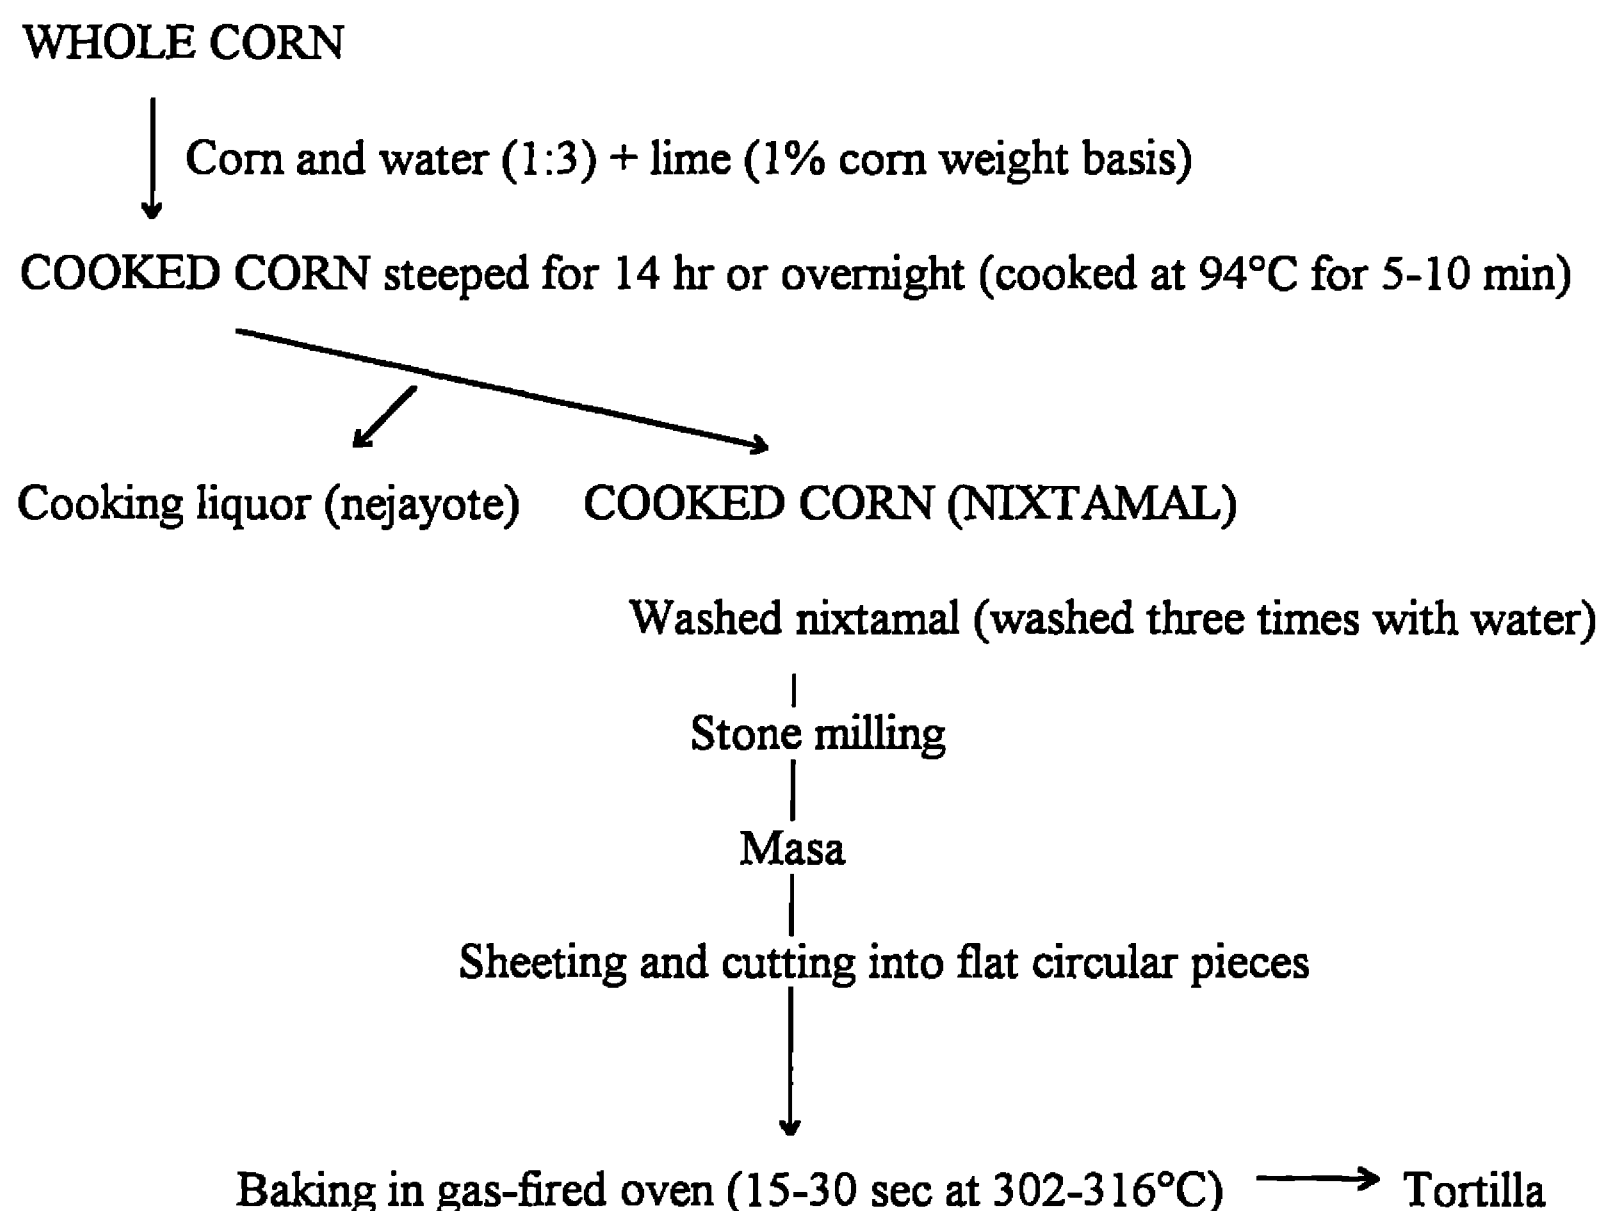 WHOLE CORN
Corn and water (1:3) + lime (1% corn weight basis)
COOKED CORN steeped for 14 hr or overnight (cooked at 94°C for 5-10 min)
Cooking liquor (nejayote) COOKED CORN (NIXTAMAL)
Washed nixtamal (washed three times with water)
Stone milling
Masa
Sheeting and cutting into flat circular pieces
Baking in gas-fired oven (15-30 sec at 302-316°C) Tortilla